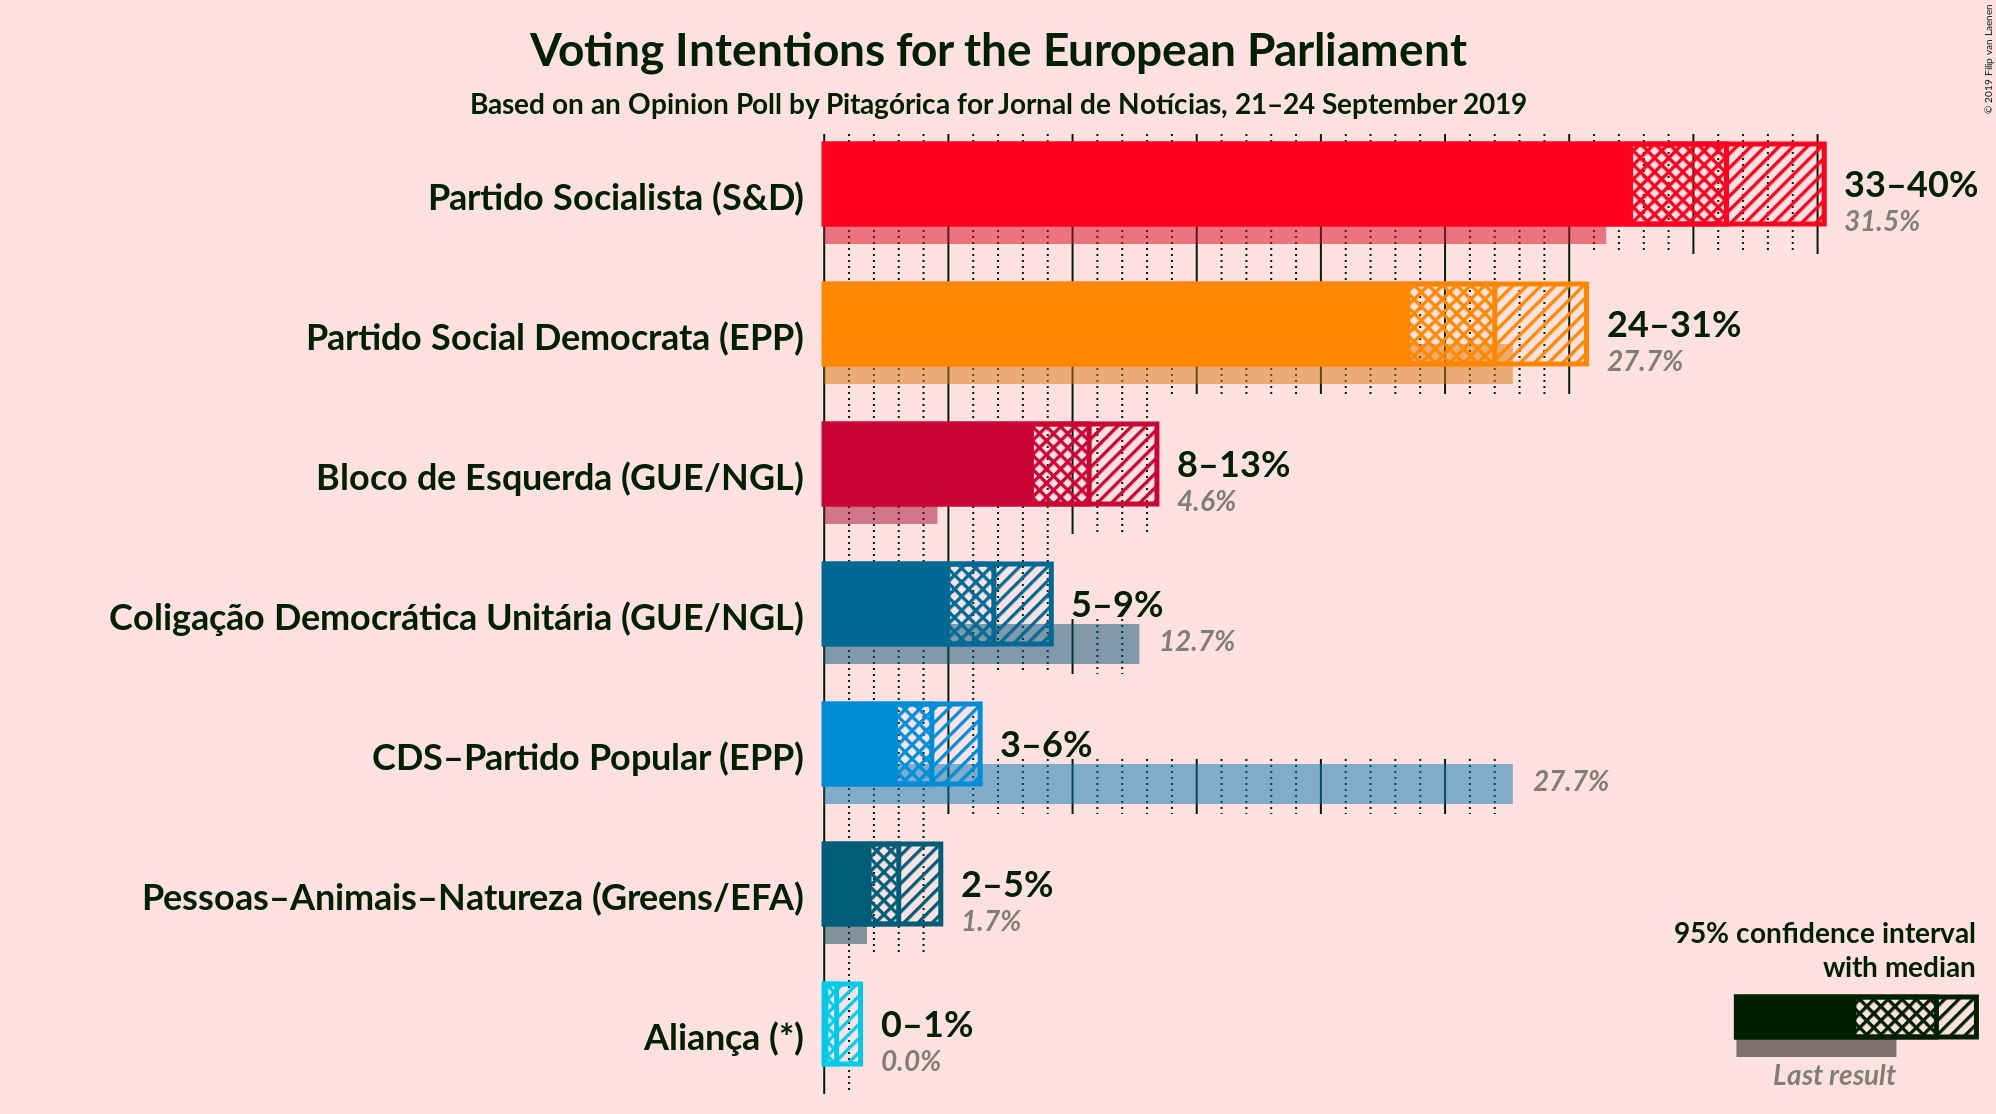 Voting Intentions for the European Parliament
Based on an Opinion Poll by Pitagórica for Jornal de Notícias, 21–24 September 2019
© 2019 Filip van Laenen
Partido Socialista (S&D)
33–40%
31.5%
Partido Social Democrata (EPP)
24–31%
27.7%
Bloco de Esquerda (GUE/NGL)
8–13%
4.6%
Coligação Democrática Unitária (GUE/NGL)
5–9%
12.7%
CDS–Partido Popular (EPP)
3–6%
27.7%
Pessoas–Animais–Natureza (Greens/EFA)
2–5%
1.7%
Aliança (*)
0–1%
0.0%
95% confidence interval
with median
Last result